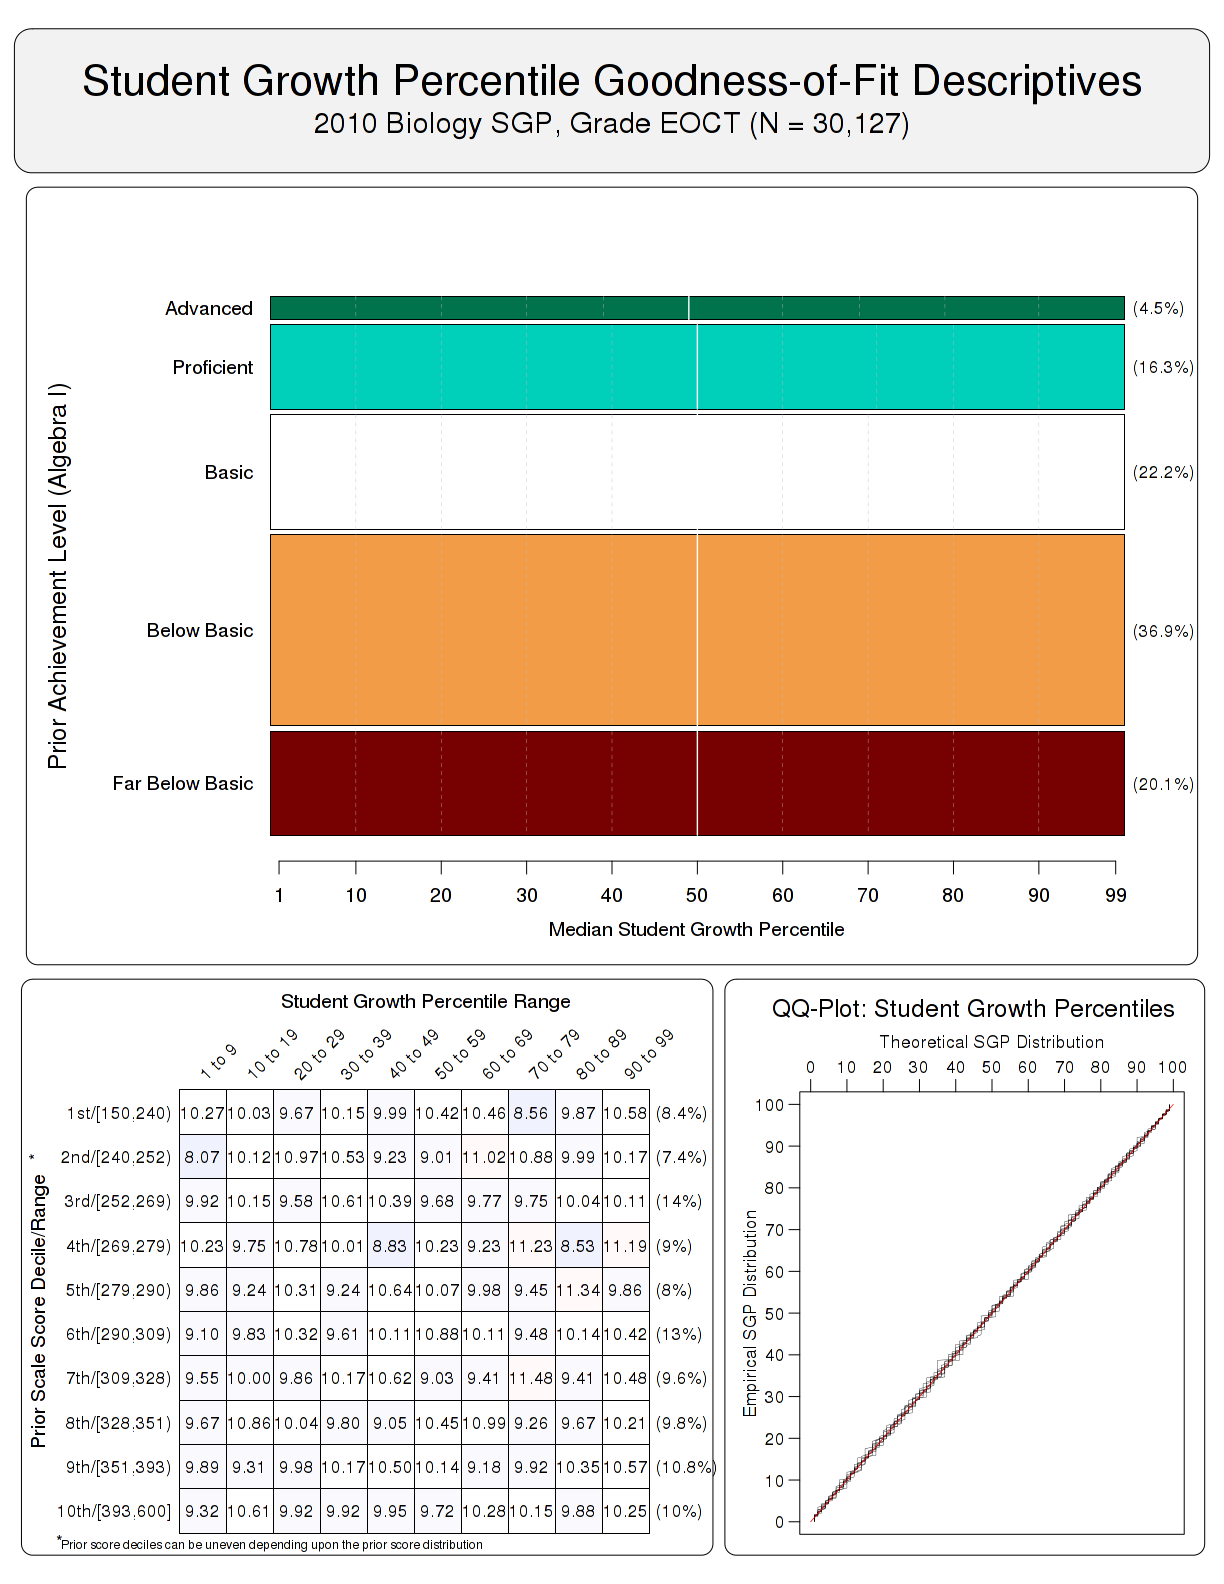 Student Growth Percentile Goodness-of-Fit Descriptives
2010 Biology SGP, Grade EOCT (N = 30,127)
Prior Achievement Level (Algebra I)
Advanced (4.5%)
Proficient (16.3%)
Basic (22.2%)
Below Basic (36.9%)
Far Below Basic (20.1%)
1 10 20 30 40 50 60 70 80 90 99
Median Student Growth Percentile
Student Growth Percentile Range
1 to 9 10 to 19 20 to 29 30 to 39 40 to 49 50 to 59 60 to 69 70 to 79 80 to 89 90 to 99
Prior Scale Score Decile/Range *
1st/[150,240) 10.27 10.03 9.67 10.15 9.99 10.42 10.46 8.56 9.87 10.58 (8.4%)
2nd/[240,252) 8.07 10.12 10.97 10.53 9.23 9.01 11.02 10.88 9.99 10.17 (7.4%)
3rd/[252,269) 9.92 10.15 9.58 10.61 10.39 9.68 9.77 9.75 10.04 10.11 (14%)
4th/[269,279) 10.23 9.75 10.78 10.01 8.83 10.23 9.23 11.23 8.53 11.19 (9%)
5th/[279,290) 9.86 9.24 10.31 9.24 10.64 10.07 9.98 9.45 11.34 9.86 (8%)
6th/[290,309) 9.10 9.83 10.32 9.61 10.11 10.88 10.11 9.48 10.14 10.42 (13%)
7th/[309,328) 9.55 10.00 9.86 10.17 10.62 9.03 9.41 11.48 9.41 10.48 (9.6%)
8th/[328,351) 9.67 10.86 10.04 9.80 9.05 10.45 10.99 9.26 9.67 10.21 (9.8%)
9th/[351,393) 9.89 9.31 9.98 10.17 10.50 10.14 9.18 9.92 10.35 10.57 (10.8%)
10th/[393,600] 9.32 10.61 9.92 9.92 9.95 9.72 10.28 10.15 9.88 10.25 (10%)
*Prior score deciles can be uneven depending upon the prior score distribution
QQ-Plot: Student Growth Percentiles
Theoretical SGP Distribution
0 10 20 30 40 50 60 70 80 90 100
Empirical SGP Distribution
100
90
80
70
60
50
40
30
20
10
0